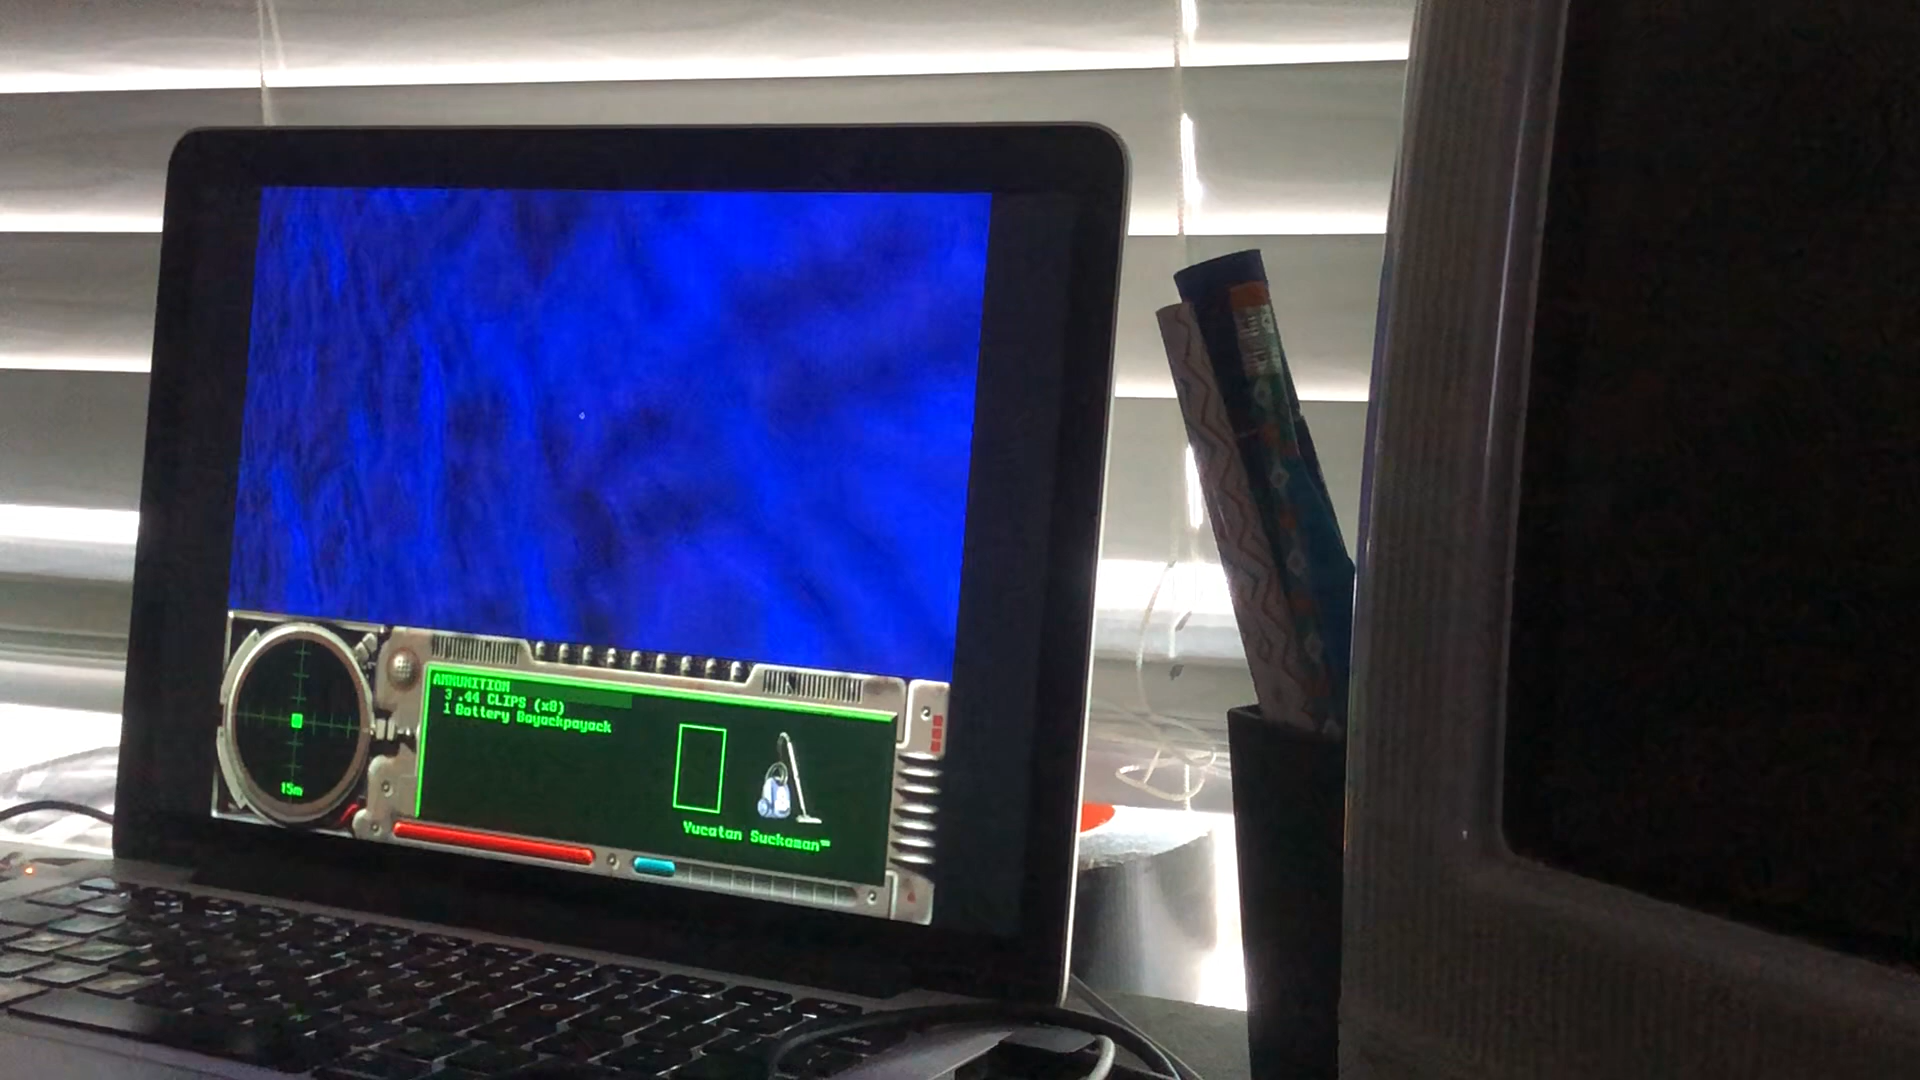 AMMUNITION
3 .44 CLIPS (x8)
1 Battery Bayackpayack
15m
Yucatan Suckaman™